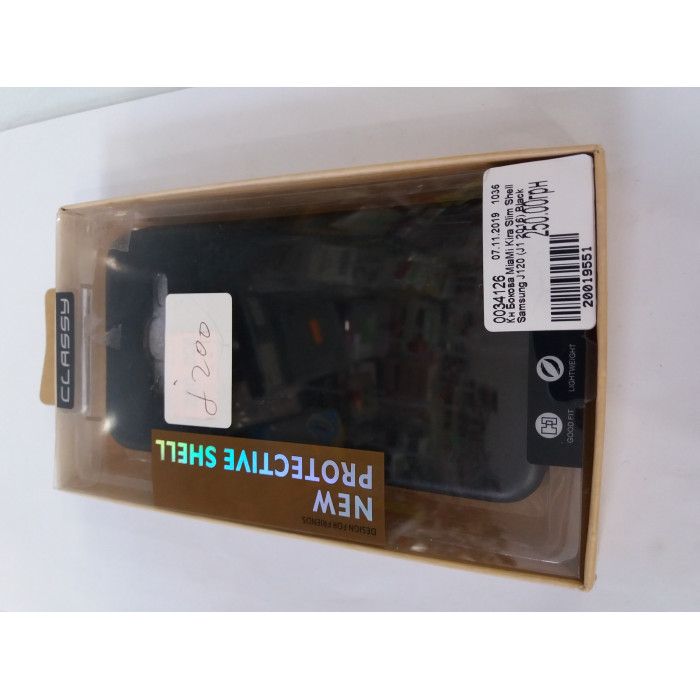 0034126 07.11.2019 1036
Кн Бокова MiaMi Kira Slim Shell
Samsung J120 (J1 2016) Black
250.00грн
20019551
CLASSY
j200
NEW
PROTECTIVE SHELL
DESIGN FOR FRIENDS
GOOD FIT
LIGHTWEIGHT